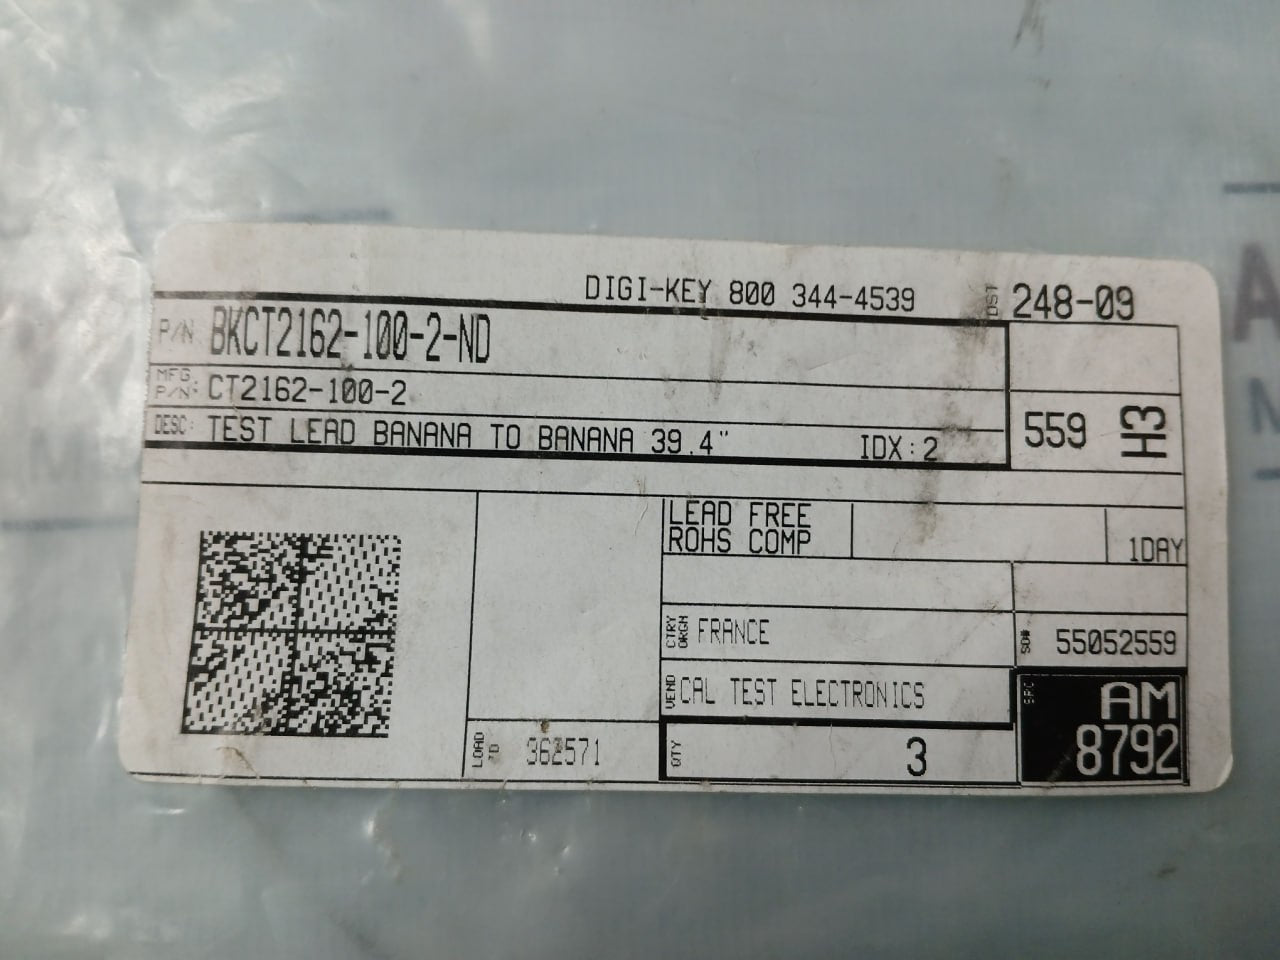 DIGI-KEY 800 344-4539
DST 248-09
P/N BKCT2162-100-2-ND
MFG P/N: CT2162-100-2
DESC: TEST LEAD BANANA TO BANANA 39.4" IDX:2
559
H3
LEAD FREE
ROHS COMP
1DAY
CTRY ORGN FRANCE
SO# 55052559
VEND CAL TEST ELECTRONICS
LOAD ID 362571
QTY 3
AM
8792